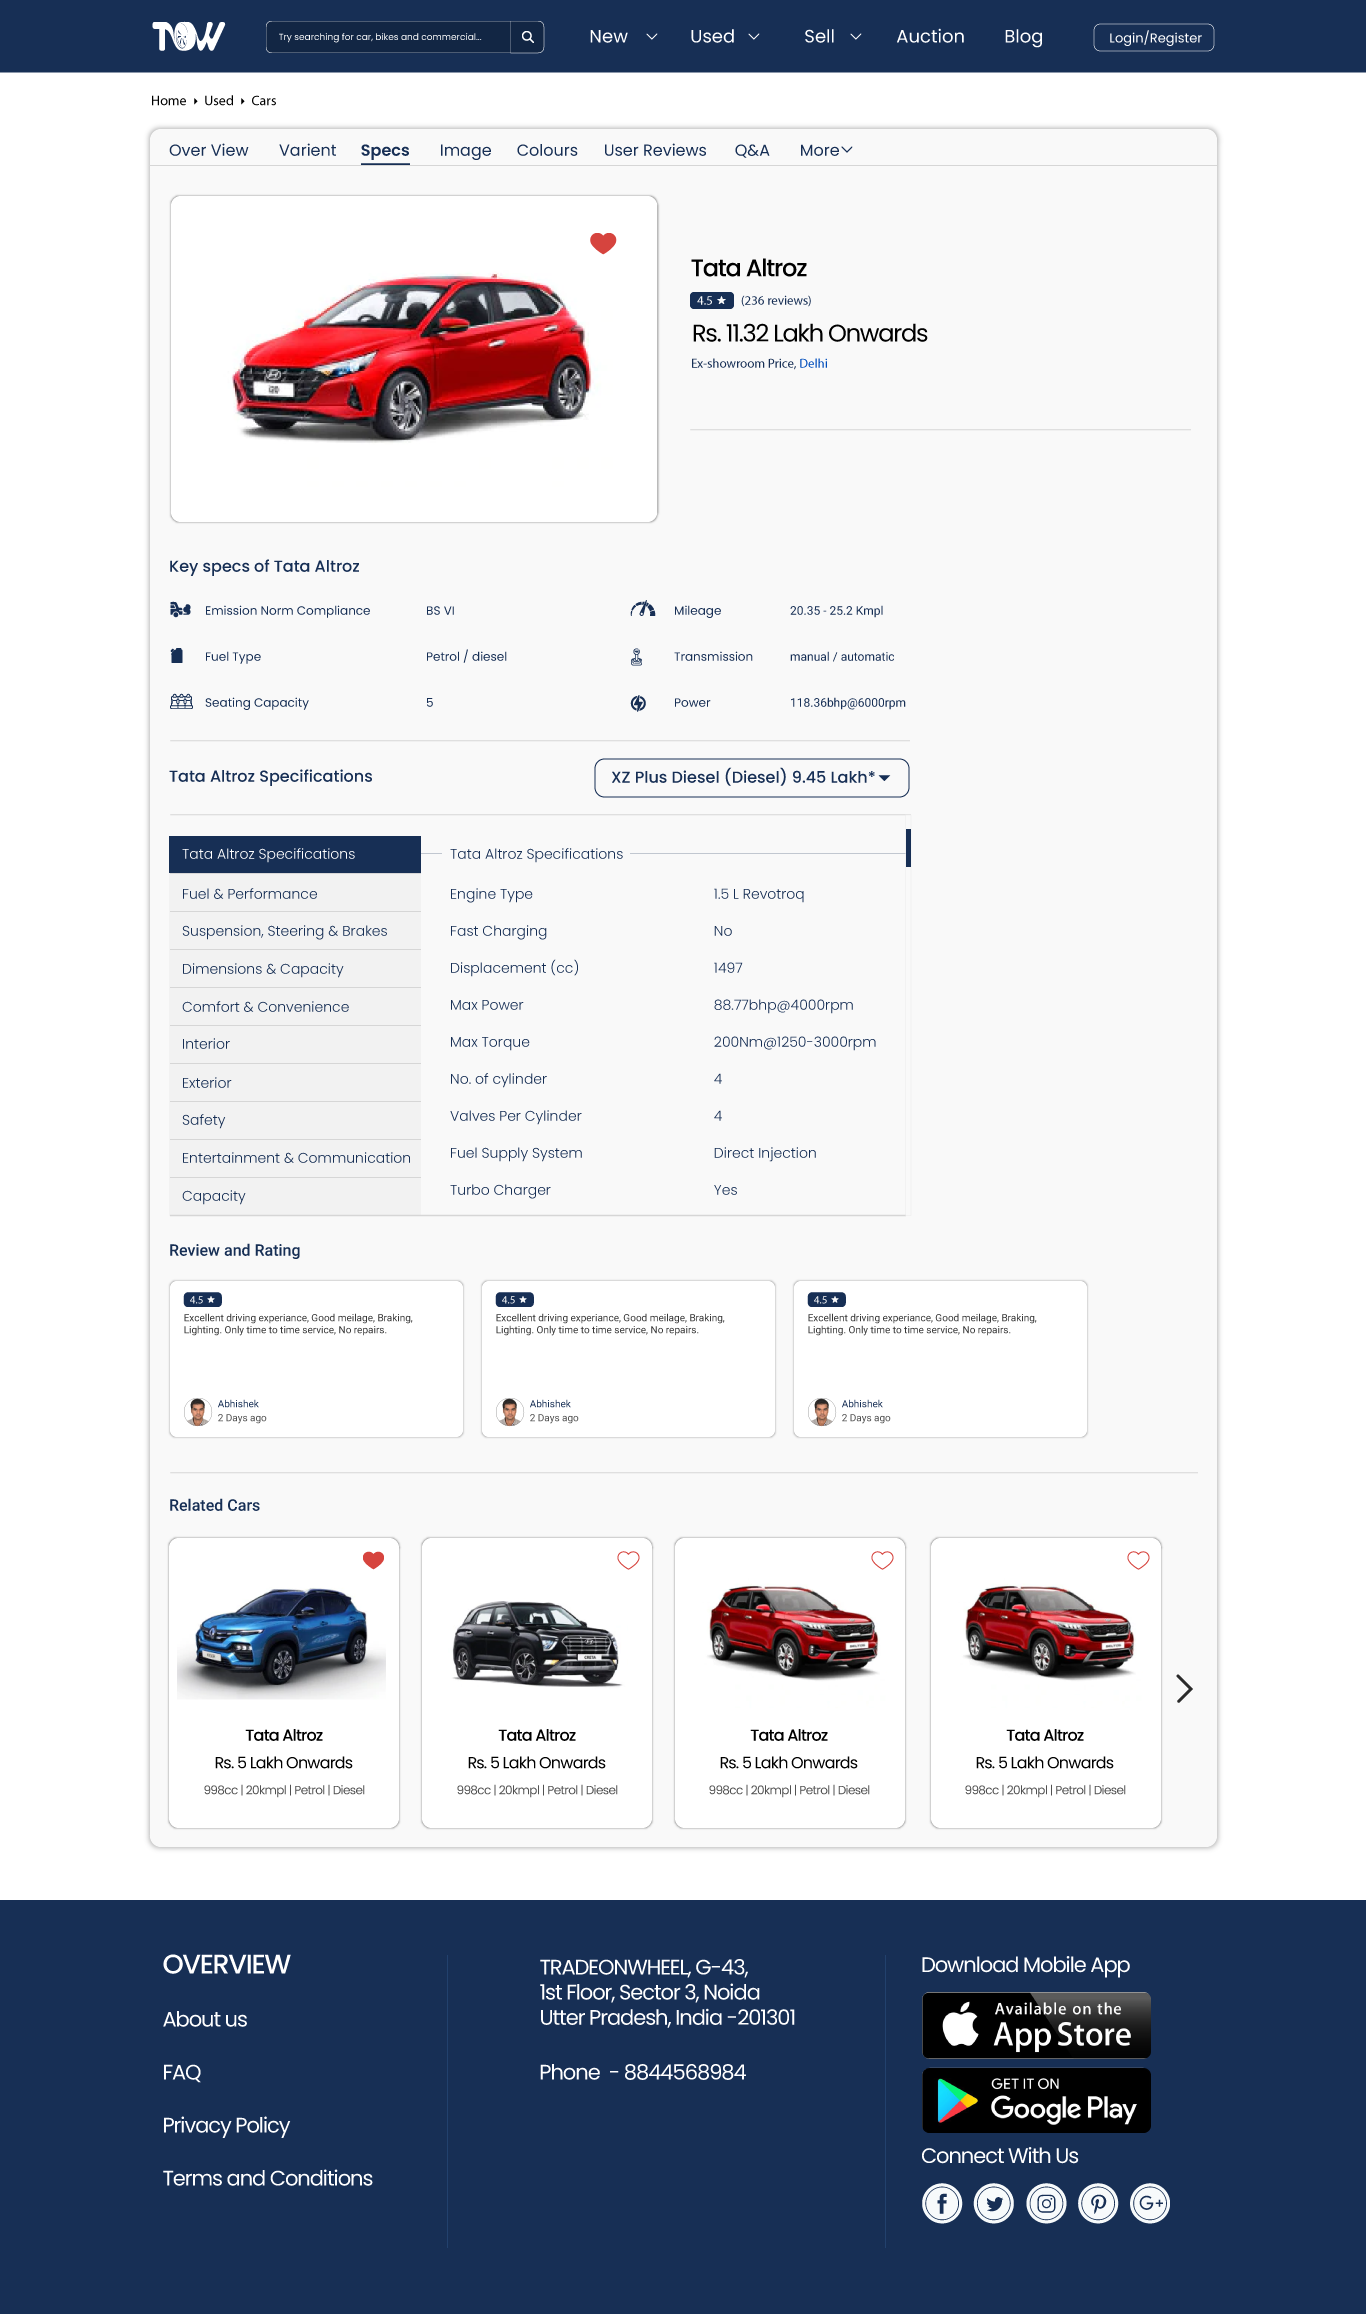 TOW
Try searching for car, bikes and commercial...
New
Used
Sell
Auction
Blog
Login/Register
Home
Used
Cars
Over View
Varient
Specs
Image
Colours
User Reviews
Q&A
More
i20
Tata Altroz
4.5 ★ (236 reviews)
Rs. 11.32 Lakh Onwards
Ex-showroom Price, Delhi
Key specs of Tata Altroz
Emission Norm Compliance BS VI Mileage 20.35 - 25.2 Kmpl
Fuel Type Petrol / diesel Transmission manual / automatic
Seating Capacity 5 Power 118.36bhp@6000rpm
Tata Altroz Specifications
XZ Plus Diesel (Diesel) 9.45 Lakh*
Tata Altroz Specifications
Fuel & Performance
Suspension, Steering & Brakes
Dimensions & Capacity
Comfort & Convenience
Interior
Exterior
Safety
Entertainment & Communication
Capacity
Tata Altroz Specifications
Engine Type 1.5 L Revotroq
Fast Charging No
Displacement (cc) 1497
Max Power 88.77bhp@4000rpm
Max Torque 200Nm@1250-3000rpm
No. of cylinder 4
Valves Per Cylinder 4
Fuel Supply System Direct Injection
Turbo Charger Yes
Review and Rating
4.5 ★
Excellent driving experiance, Good meilage, Braking,
Lighting. Only time to time service, No repairs.
Abhishek
2 Days ago
4.5 ★
Excellent driving experiance, Good meilage, Braking,
Lighting. Only time to time service, No repairs.
Abhishek
2 Days ago
4.5 ★
Excellent driving experiance, Good meilage, Braking,
Lighting. Only time to time service, No repairs.
Abhishek
2 Days ago
Related Cars
Tata Altroz
Rs. 5 Lakh Onwards
998cc | 20kmpl | Petrol | Diesel
CRETA
Tata Altroz
Rs. 5 Lakh Onwards
998cc | 20kmpl | Petrol | Diesel
SELTOS
Tata Altroz
Rs. 5 Lakh Onwards
998cc | 20kmpl | Petrol | Diesel
SELTOS
Tata Altroz
Rs. 5 Lakh Onwards
998cc | 20kmpl | Petrol | Diesel
OVERVIEW
About us
FAQ
Privacy Policy
Terms and Conditions
TRADEONWHEEL, G-43,
1st Floor, Sector 3, Noida
Utter Pradesh, India -201301
Phone - 8844568984
Download Mobile App
Available on the
App Store
GET IT ON
Google Play
Connect With Us
G+